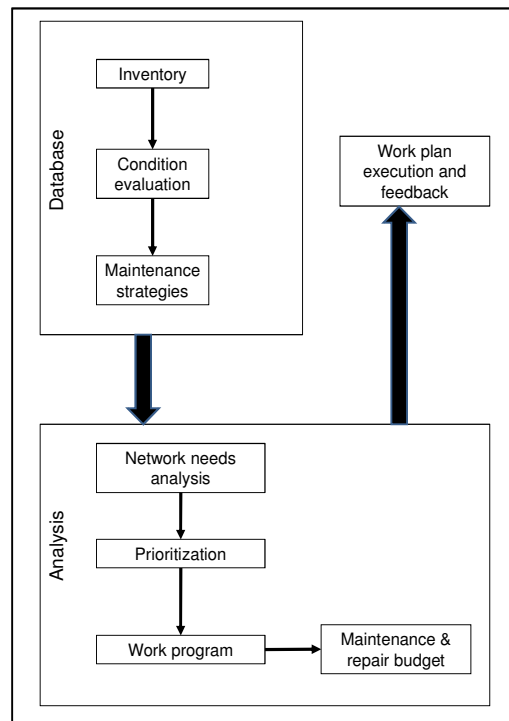 Database
Inventory
Condition
evaluation
Maintenance
strategies
Work plan
execution and
feedback
Analysis
Network needs
analysis
Prioritization
Work program
Maintenance &
repair budget